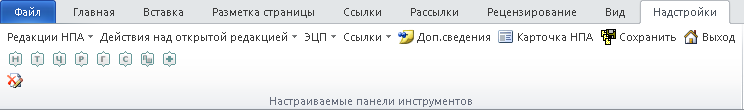 Файл Главная Вставка Разметка страницы Ссылки Рассылки Рецензирование Вид Надстройки
Редакции НПА Действия над открытой редакцией ЭЦП Ссылки Доп.сведения Карточка НПА Сохранить Выход
Н Т Ч Р Г С
Настраиваемые панели инструментов